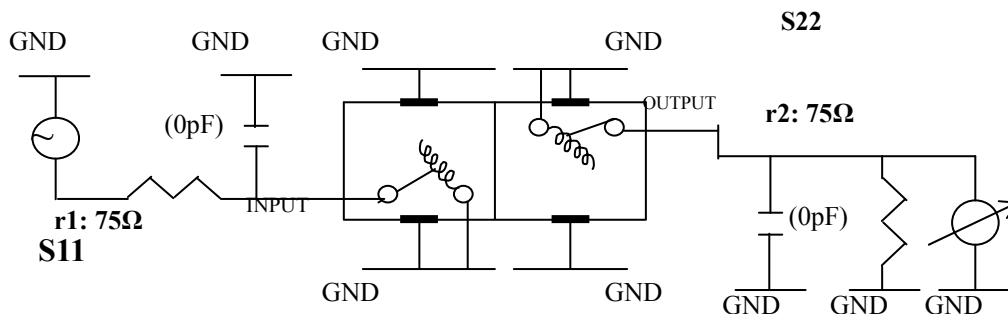 S22
GND
GND
GND
GND
OUTPUT
(0pF)
r2: 75Ω
INPUT
r1: 75Ω
(0pF)
S11
GND
GND
GND
GND
GND